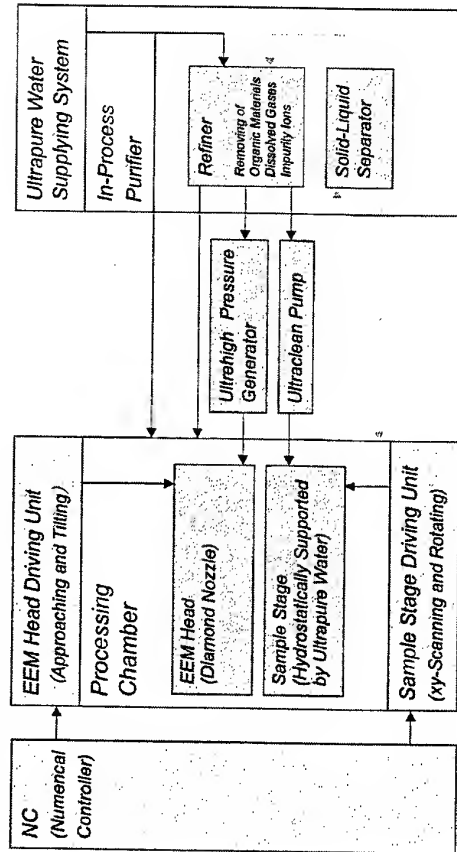 NC
(Numerical
Controller)
EEM Head Driving Unit
(Approaching and Tilting)
Processing
Chamber
EEM Head
(Diamond Nozzle)
Sample Stage
(Hydrostatically Supported
by Ultrapure Water)
Sample Stage Driving Unit
(xy-Scanning and Rotating)
Ultrehigh Pressure
Generator
Ultraclean Pump
Ultrapure Water
Supplying System
In-Process
Purifier
Refiner
Removing of
Organic Materials
Dissolved Gases
Impurity Ions
Solid-Liquid
Separator